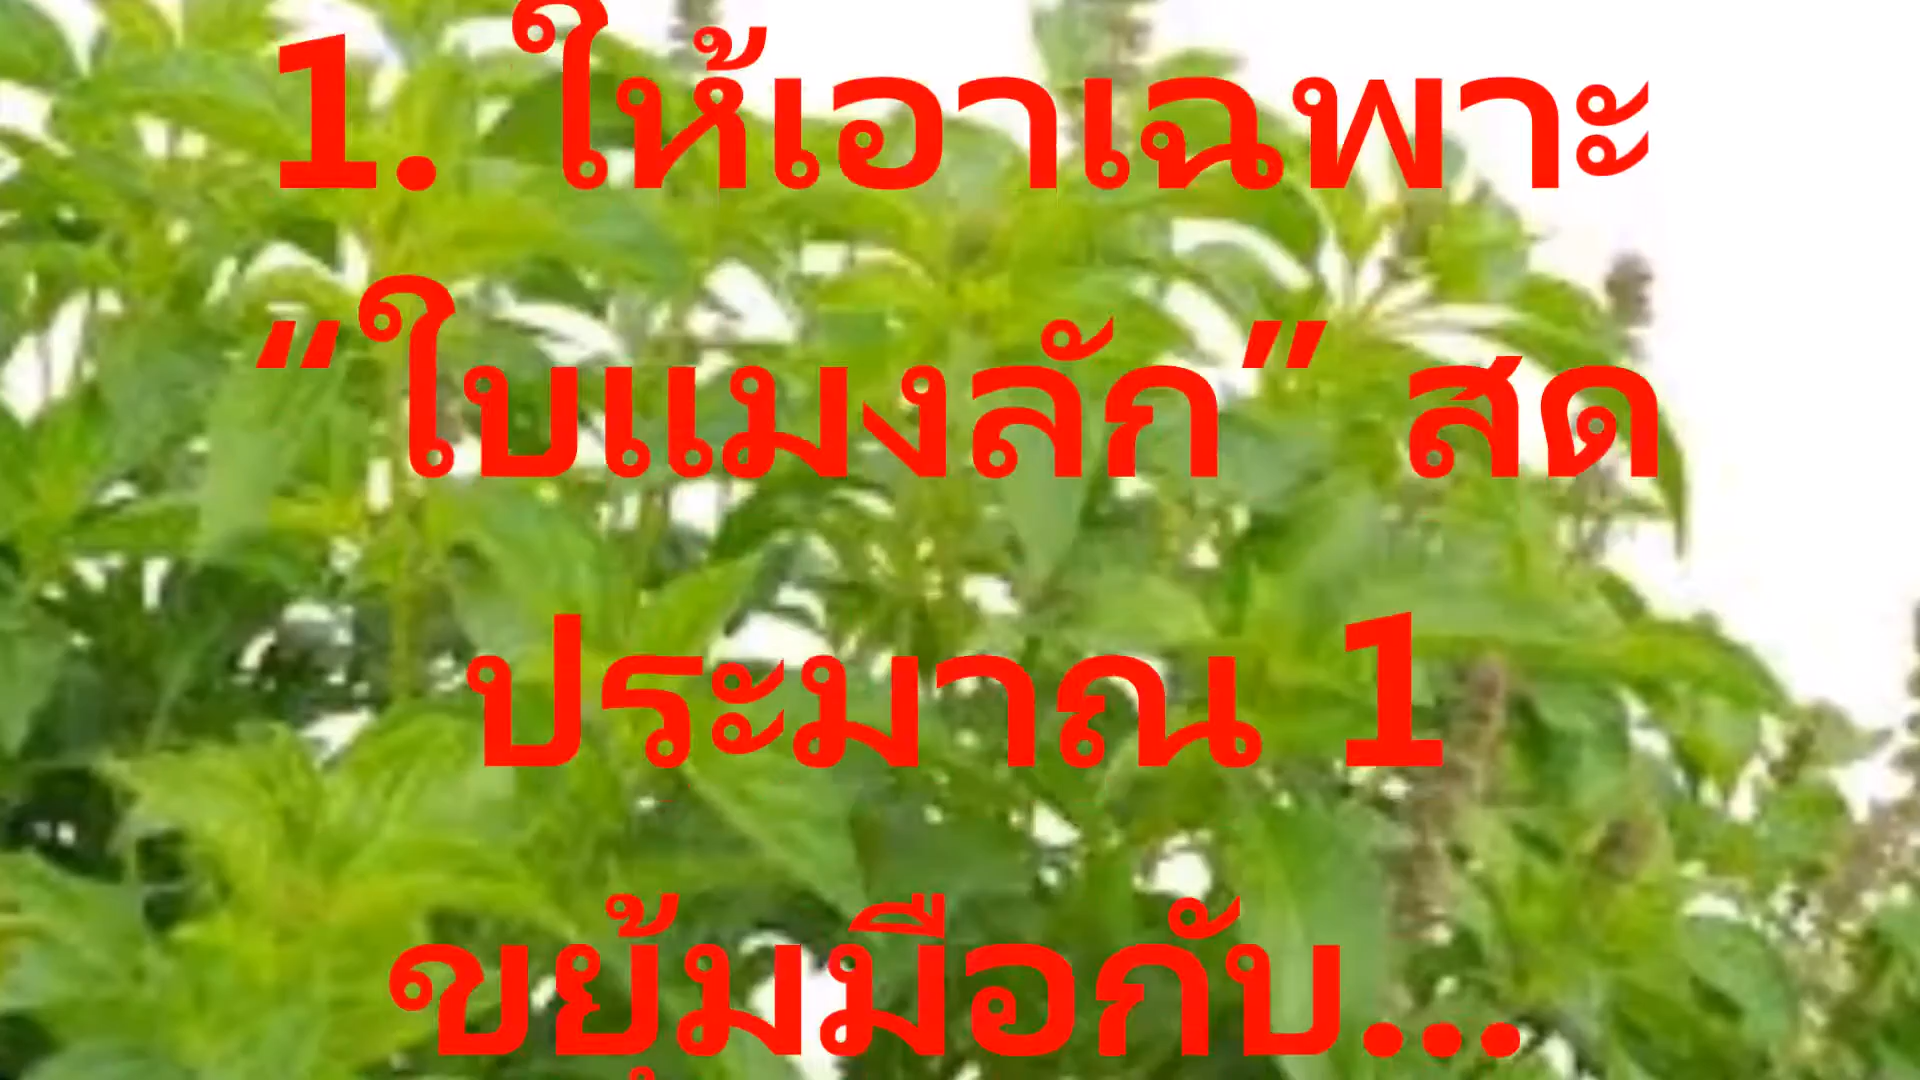 1. ให้เอาเฉพาะ
“ใบแมงลัก” สด
ประมาณ 1
ขยุ้มมือกับ...